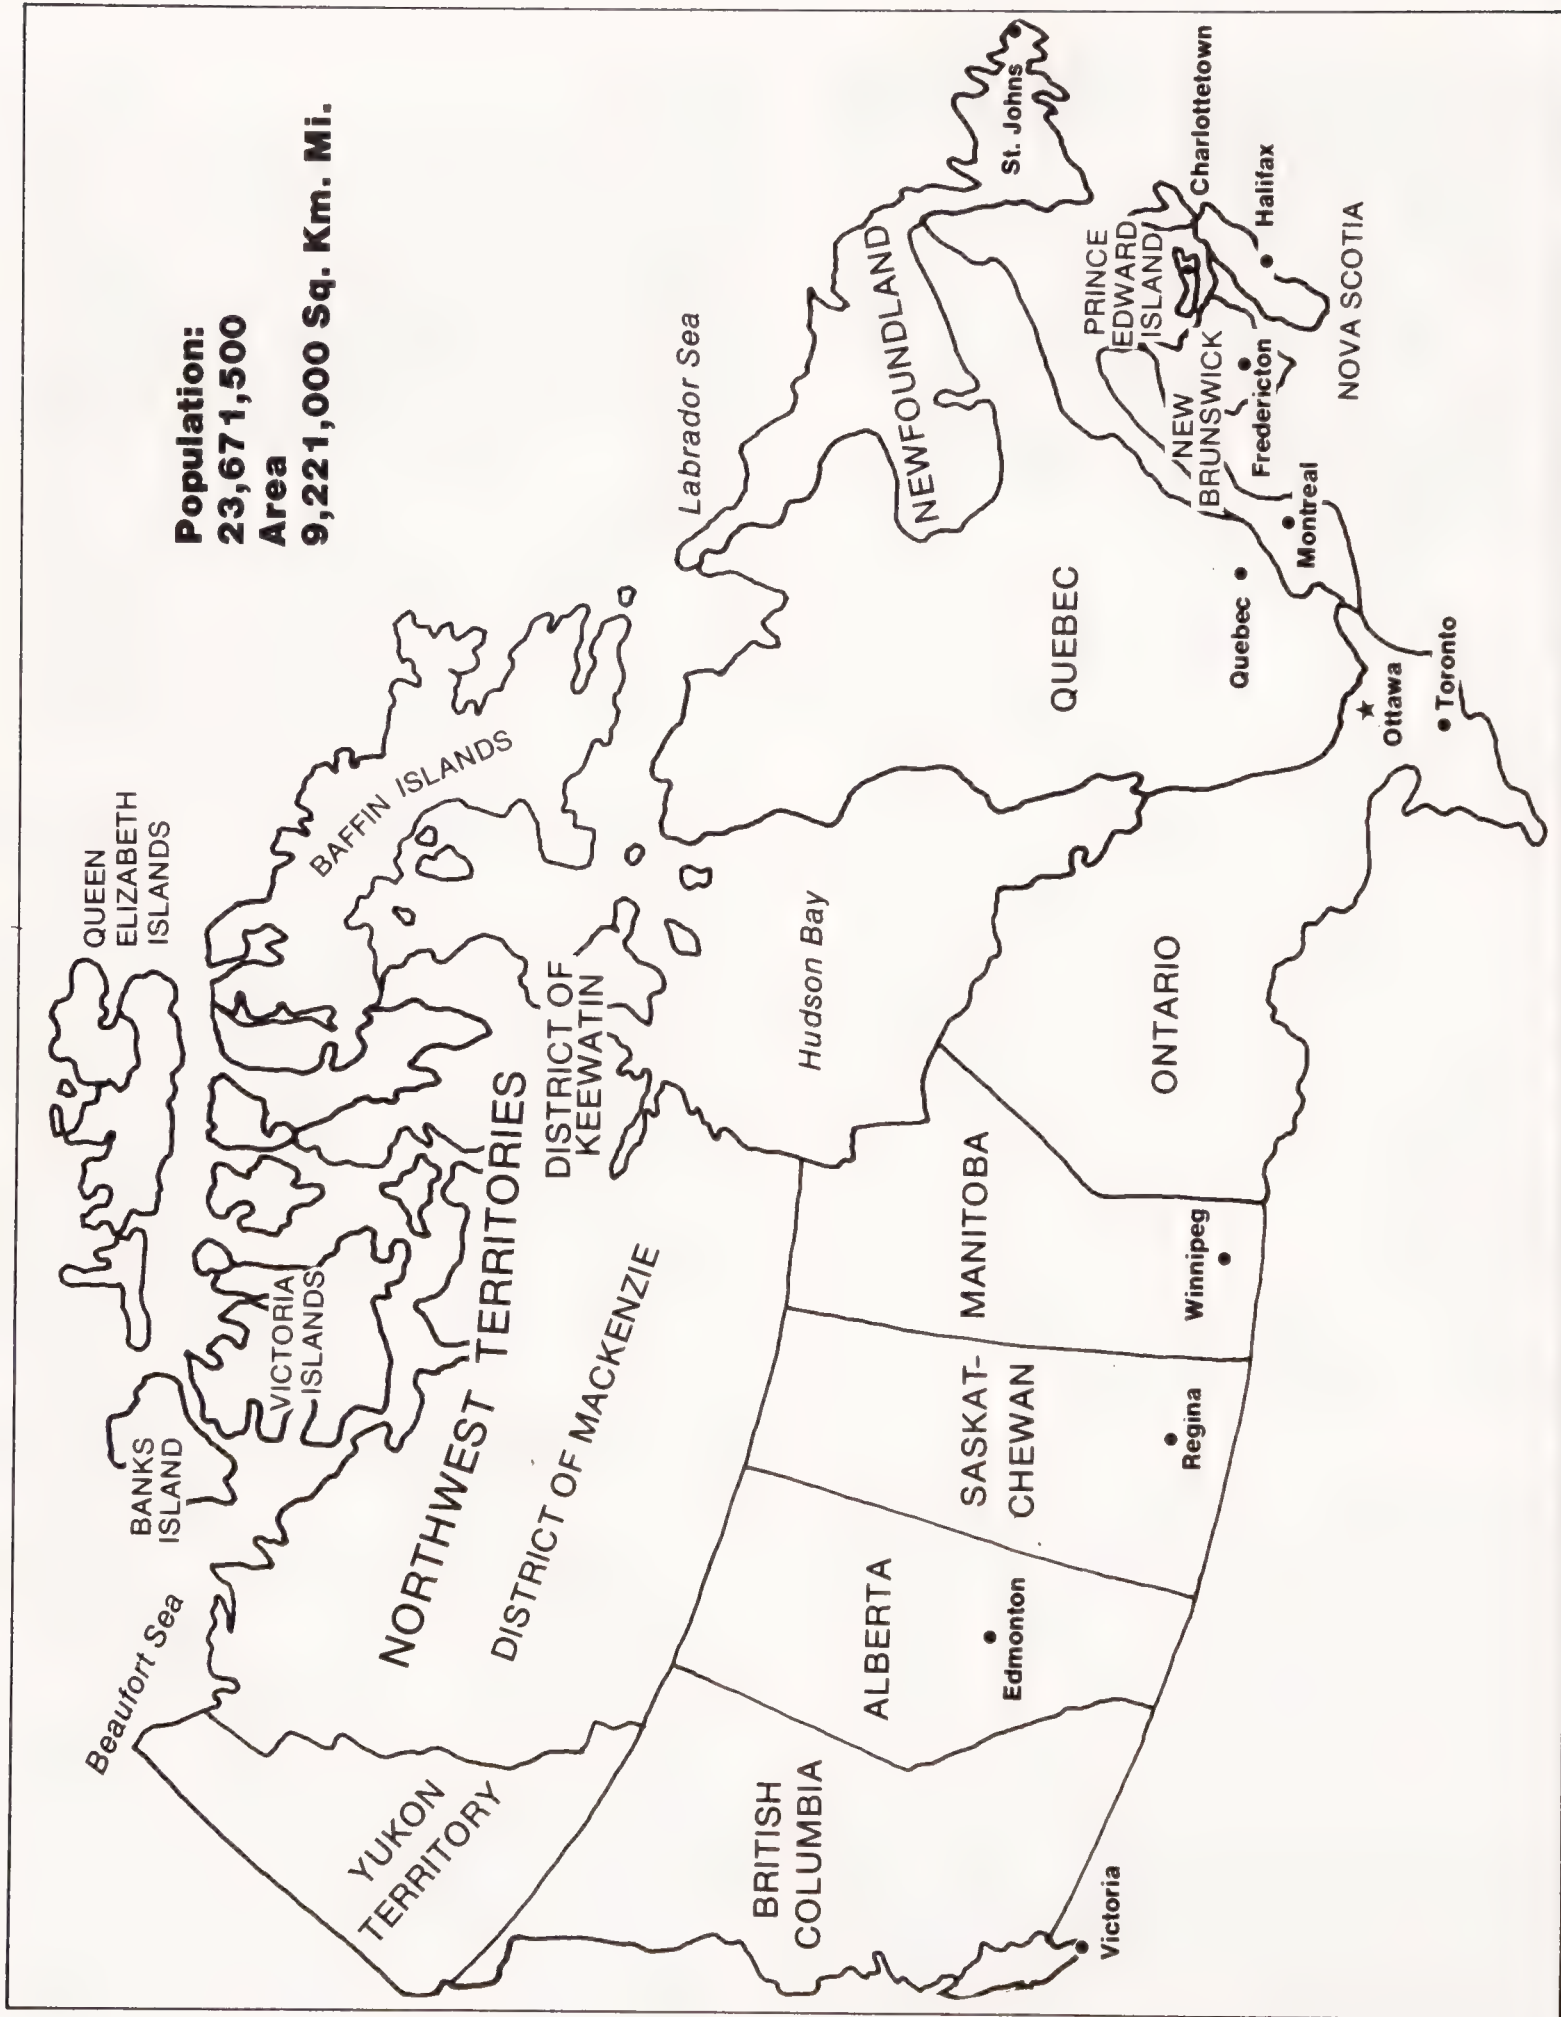 Population:
23,671,500
Area
9,221,000 Sq. Km. Mi.
QUEEN
ELIZABETH
ISLANDS
BANKS
ISLAND
Beaufort Sea
VICTORIA
ISLANDS
BAFFIN ISLANDS
Labrador Sea
NORTHWEST TERRITORIES
DISTRICT OF
KEEWATIN
DISTRICT OF MACKENZIE
YUKON
TERRITORY
Hudson Bay
NEWFOUNDLAND
St. Johns
BRITISH
COLUMBIA
Victoria
ALBERTA
Edmonton
SASKAT-
CHEWAN
Regina
MANITOBA
Winnipeg
ONTARIO
QUEBEC
Quebec
Montreal
Ottawa
Toronto
PRINCE
EDWARD
ISLAND
Charlottetown
NEW
BRUNSWICK
Fredericton
Halifax
NOVA SCOTIA